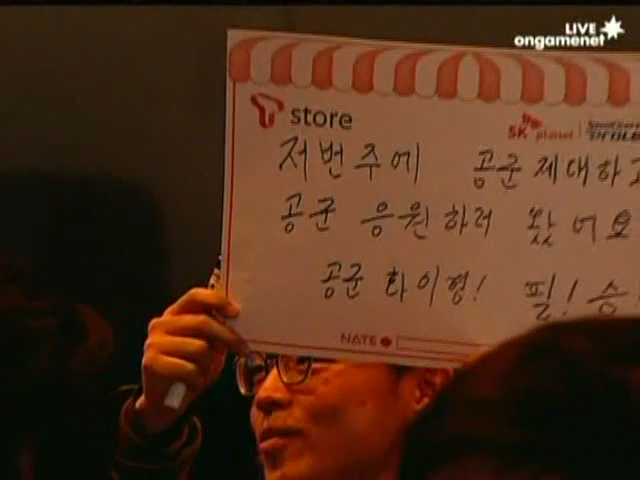 LIVE
ongamenet
store
SK planet
저번주에 공군 제대하고
공군 응원하러 왔어요
공군 화이팅! 필! 승!
NATE